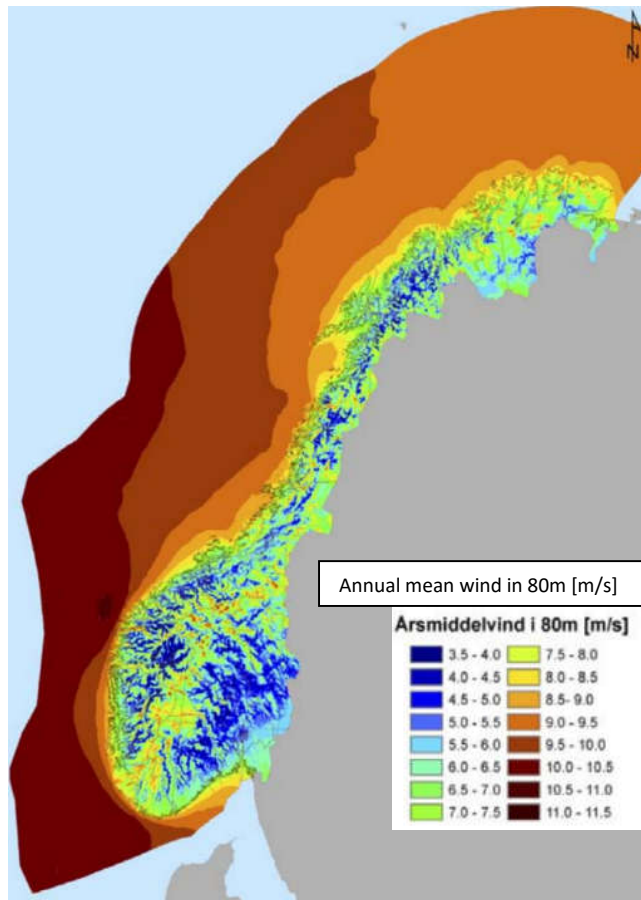 N
Annual mean wind in 80m [m/s]
Årsmiddelvind i 80m [m/s]
3.5 - 4.0 7.5 - 8.0
4.0 - 4.5 8.0 - 8.5
4.5 - 5.0 8.5- 9.0
5.0 - 5.5 9.0 - 9.5
5.5 - 6.0 9.5 - 10.0
6.0 - 6.5 10.0 - 10.5
6.5 - 7.0 10.5 - 11.0
7.0 - 7.5 11.0 - 11.5